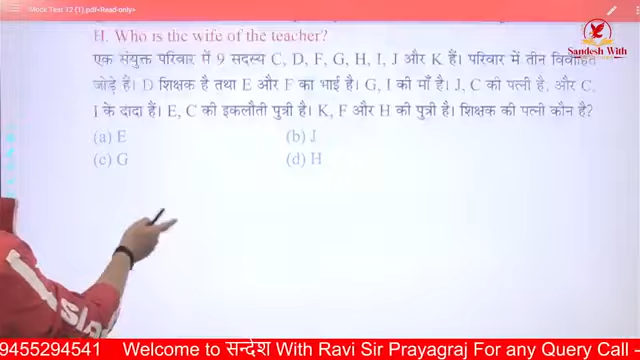 Mock Test 12 (1).pdf<Read-only>
H. Who is the wife of the teacher?
एक संयुक्त परिवार में 9 सदस्य C, D, F, G, H, I, J और K हैं। परिवार में तीन विवाहित
जोड़े हैं। D शिक्षक है तथा E और F का भाई है। G, I की माँ है। J, C की पत्नी है, और C,
I के दादा हैं। E, C की इकलौती पुत्री है। K, F और H की पुत्री है। शिक्षक की पत्नी कौन है?
(a) E
(b) J
(c) G
(d) H
Sandesh With
9455294541 Welcome to सन्देश With Ravi Sir Prayagraj For any Query Call -